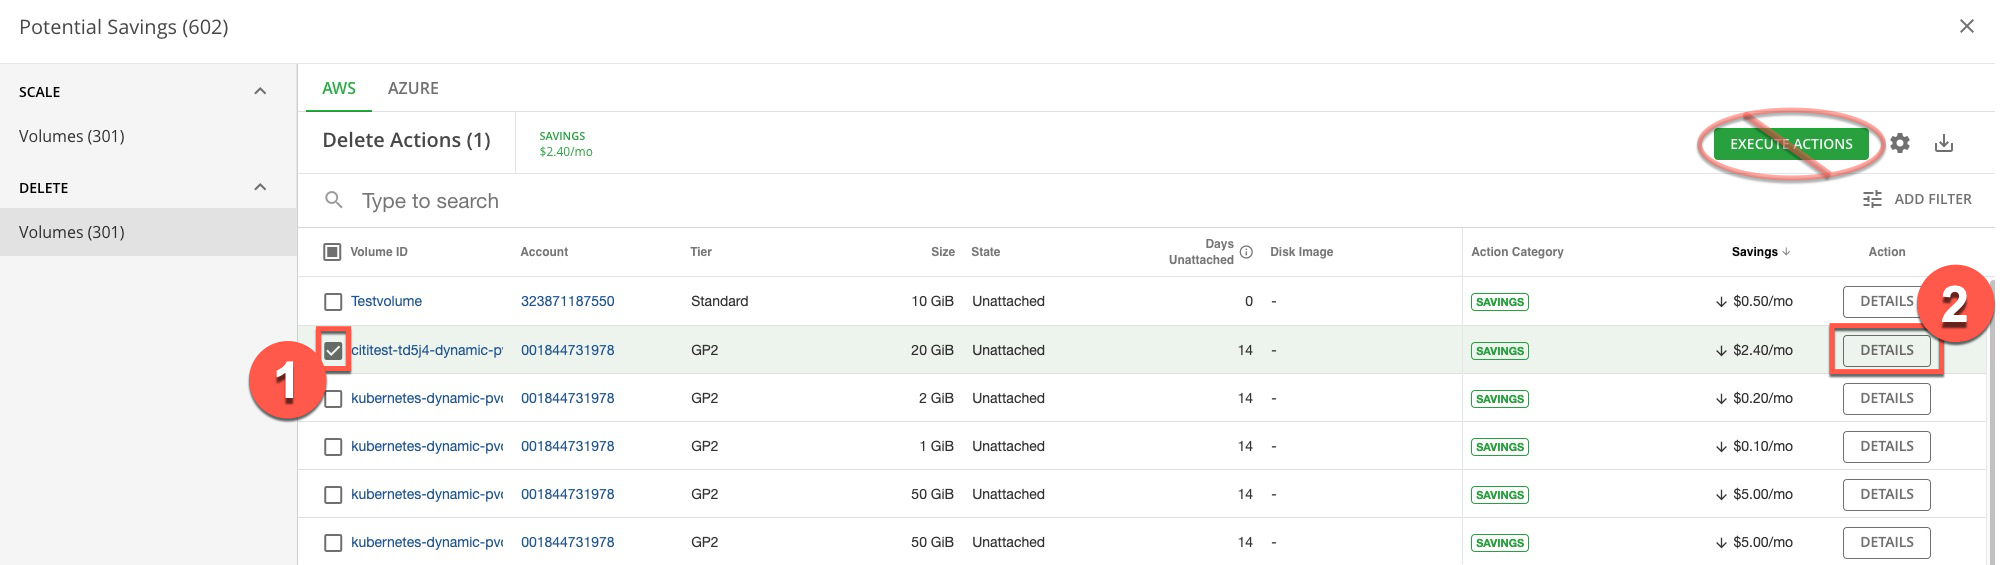 Potential Savings (602)
SCALE
Volumes (301)
DELETE
Volumes (301)
AWS AZURE
Delete Actions (1)
SAVINGS
$2.40/mo
EXECUTE ACTIONS
Type to search
ADD FILTER
Volume ID Account Tier Size State Days Unattached Disk Image Action Category Savings Action
Testvolume 323871187550 Standard 10 GiB Unattached 0 - SAVINGS $0.50/mo DETAILS
cititest-td5j4-dynamic-p 001844731978 GP2 20 GiB Unattached 14 - SAVINGS $2.40/mo DETAILS
kubernetes-dynamic-pv 001844731978 GP2 2 GiB Unattached 14 - SAVINGS $0.20/mo DETAILS
kubernetes-dynamic-pv 001844731978 GP2 1 GiB Unattached 14 - SAVINGS $0.10/mo DETAILS
kubernetes-dynamic-pv 001844731978 GP2 50 GiB Unattached 14 - SAVINGS $5.00/mo DETAILS
kubernetes-dynamic-pv 001844731978 GP2 50 GiB Unattached 14 - SAVINGS $5.00/mo DETAILS
1
2